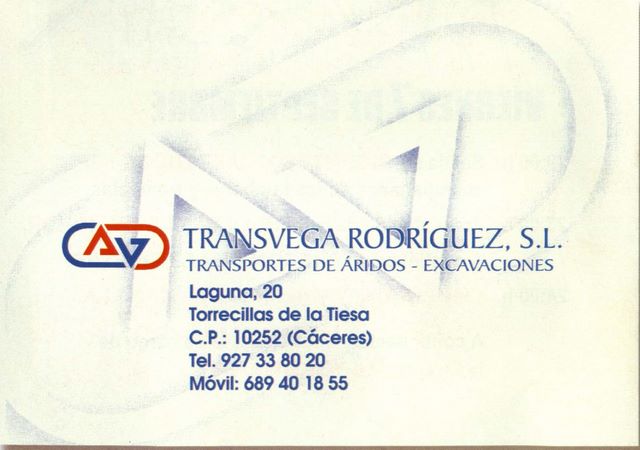 AV
TRANSVEGA RODRÍGUEZ, S.L.
TRANSPORTES DE ÁRIDOS - EXCAVACIONES
Laguna, 20
Torrecillas de la Tiesa
C.P.: 10252 (Cáceres)
Tel. 927 33 80 20
Móvil: 689 40 18 55